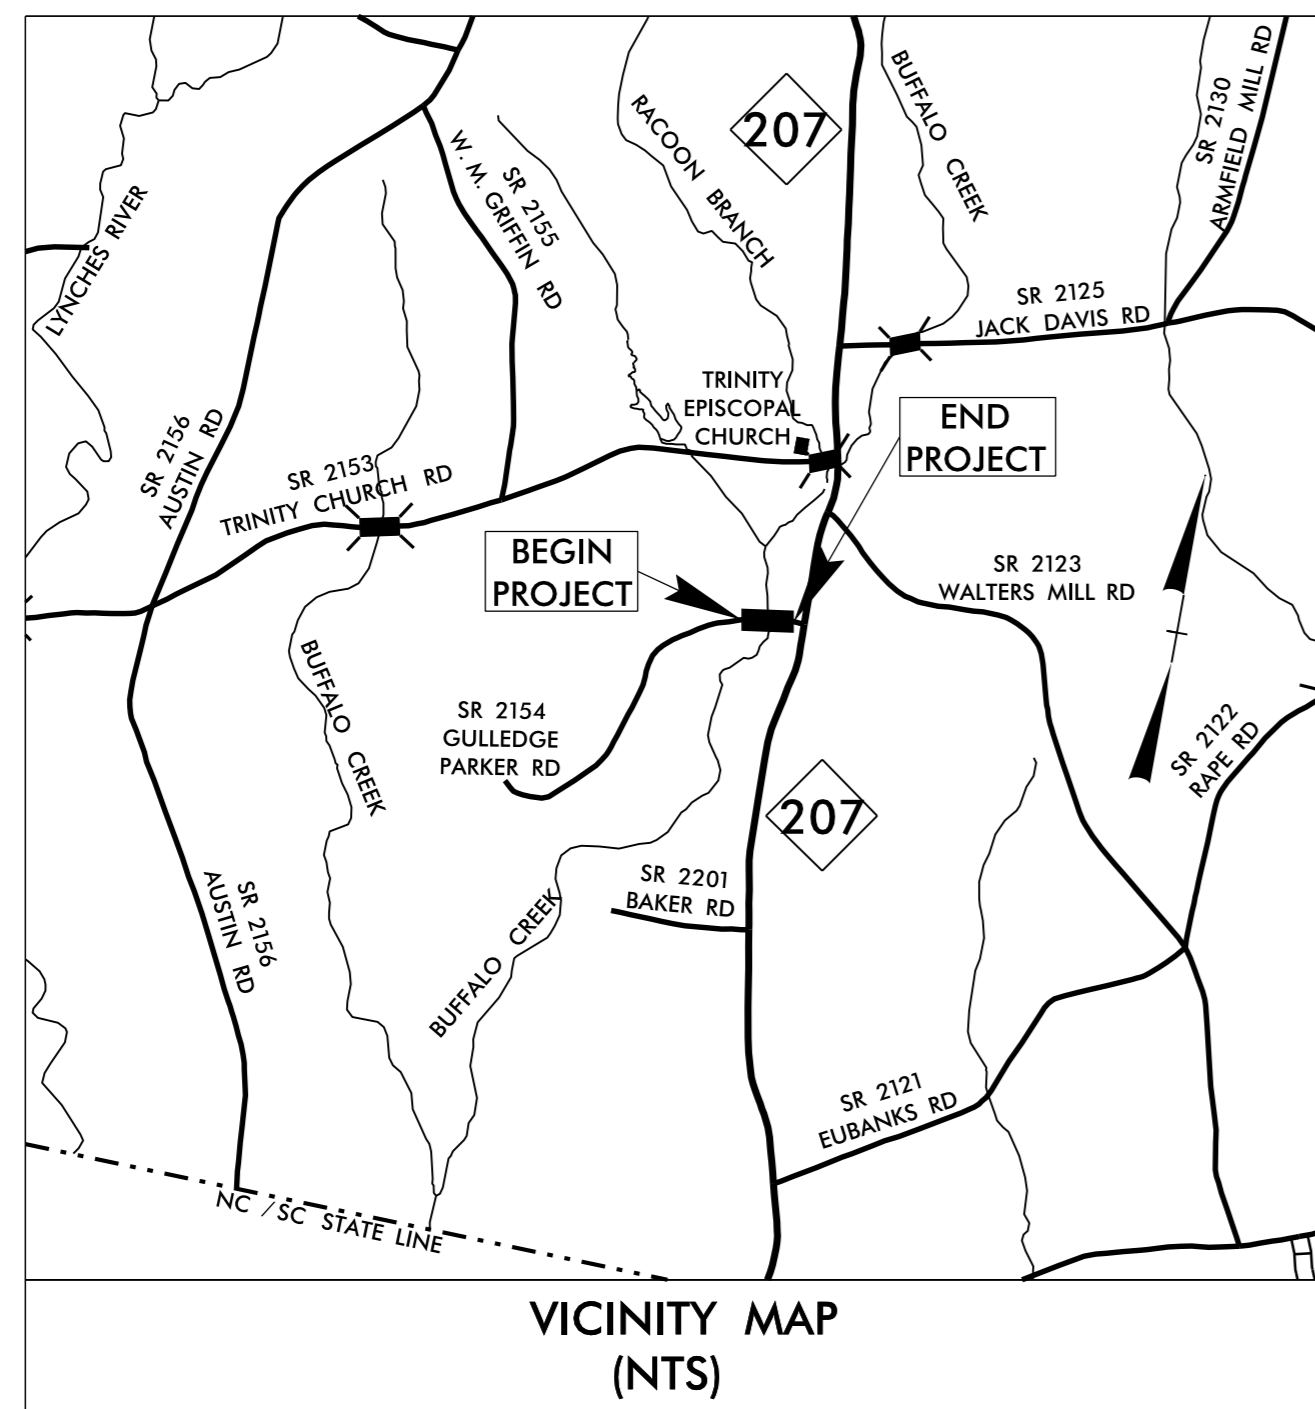 207
BUFFALO CREEK
SR 2130
ARMFIELD MILL RD
RACOON BRANCH
SR 2155
W. M. GRIFFIN RD
LYNCHES RIVER
SR 2125
JACK DAVIS RD
TRINITY
EPISCOPAL
CHURCH
END
PROJECT
SR 2156
AUSTIN RD
SR 2153
TRINITY CHURCH RD
BEGIN
PROJECT
SR 2123
WALTERS MILL RD
BUFFALO CREEK
SR 2154
GULLEDGE
PARKER RD
SR 2122
RAPE RD
207
SR 2201
BAKER RD
SR 2156
AUSTIN RD
BUFFALO CREEK
SR 2121
EUBANKS RD
NC / SC STATE LINE
VICINITY MAP
(NTS)